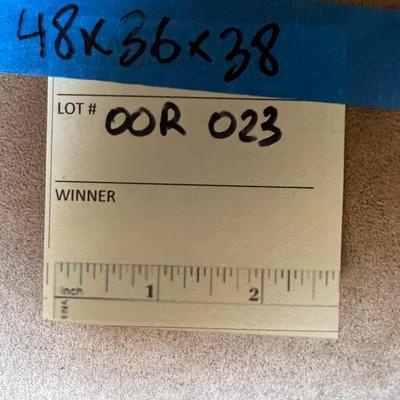 48x36x38
LOT # OOR 023
WINNER
inch 1 2